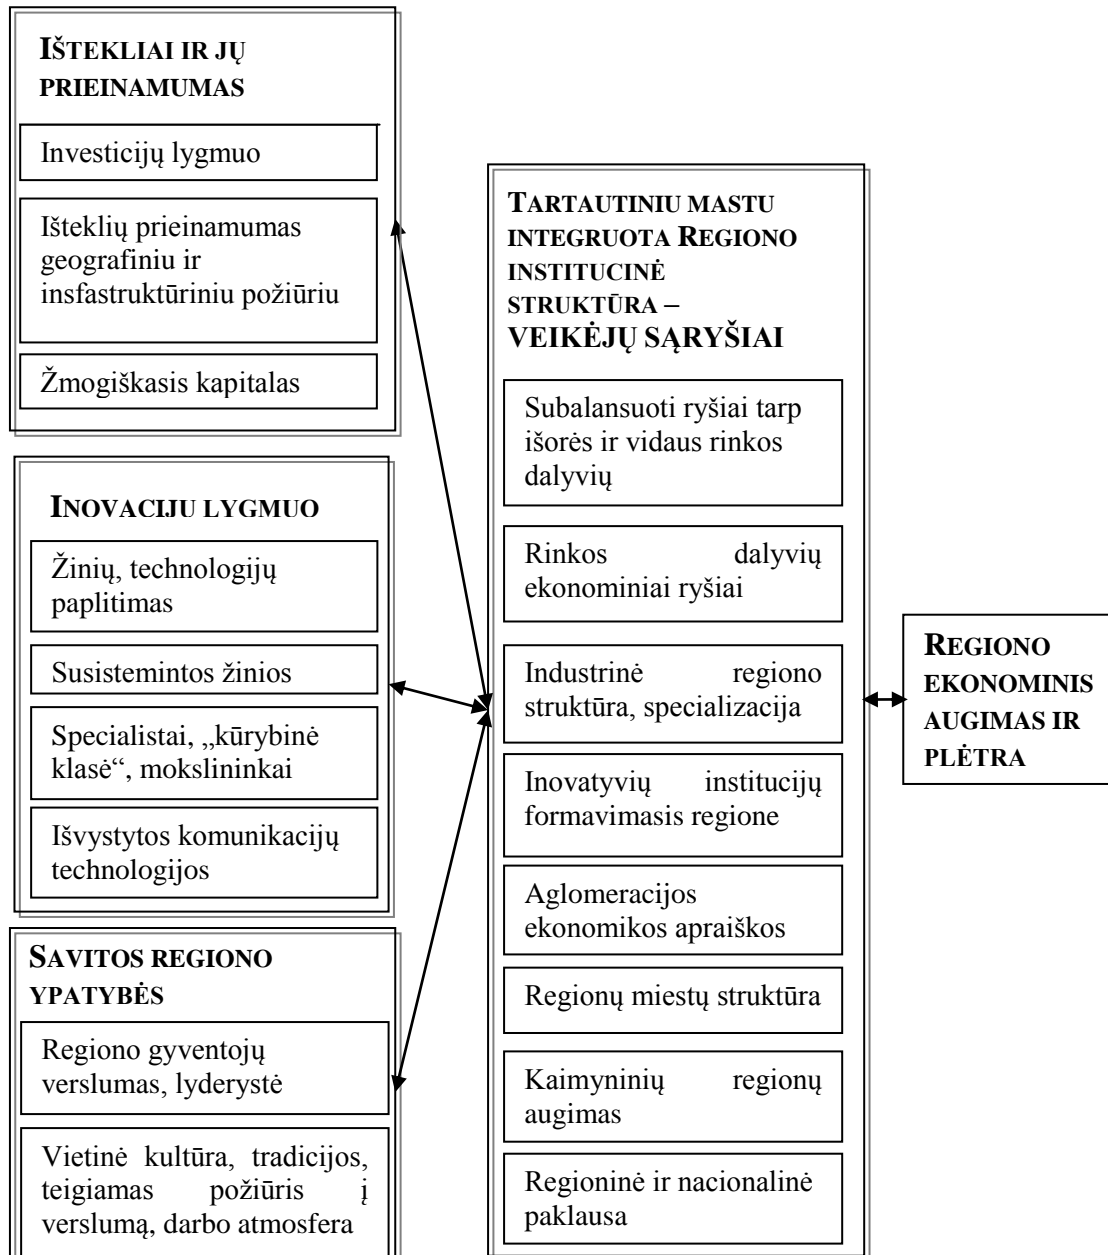 IŠTEKLIAI IR JŲ
PRIEINAMUMAS
Investicijų lygmuo
Išteklių prieinamumas
geografiniu ir
insfastruktūriniu požiūriu
Žmogiškasis kapitalas
INOVACIJU LYGMUO
Žinių, technologijų
paplitimas
Susistemintos žinios
Specialistai, „kūrybinė
klasė“, mokslininkai
Išvystytos komunikacijų
technologijos
SAVITOS REGIONO
YPATYBĖS
Regiono gyventojų
verslumas, lyderystė
Vietinė kultūra, tradicijos,
teigiamas požiūris į
verslumą, darbo atmosfera
TARTAUTINIU MASTU
INTEGRUOTA REGIONO
INSTITUCINĖ
STRUKTŪRA –
VEIKĖJŲ SĄRYŠIAI
Subalansuoti ryšiai tarp
išorės ir vidaus rinkos
dalyvių
Rinkos dalyvių
ekonominiai ryšiai
Industrinė regiono
struktūra, specializacija
Inovatyvių institucijų
formavimasis regione
Aglomeracijos
ekonomikos apraiškos
Regionų miestų struktūra
Kaimyninių regionų
augimas
Regioninė ir nacionalinė
paklausa
REGIONO
EKONOMINIS
AUGIMAS IR
PLĖTRA